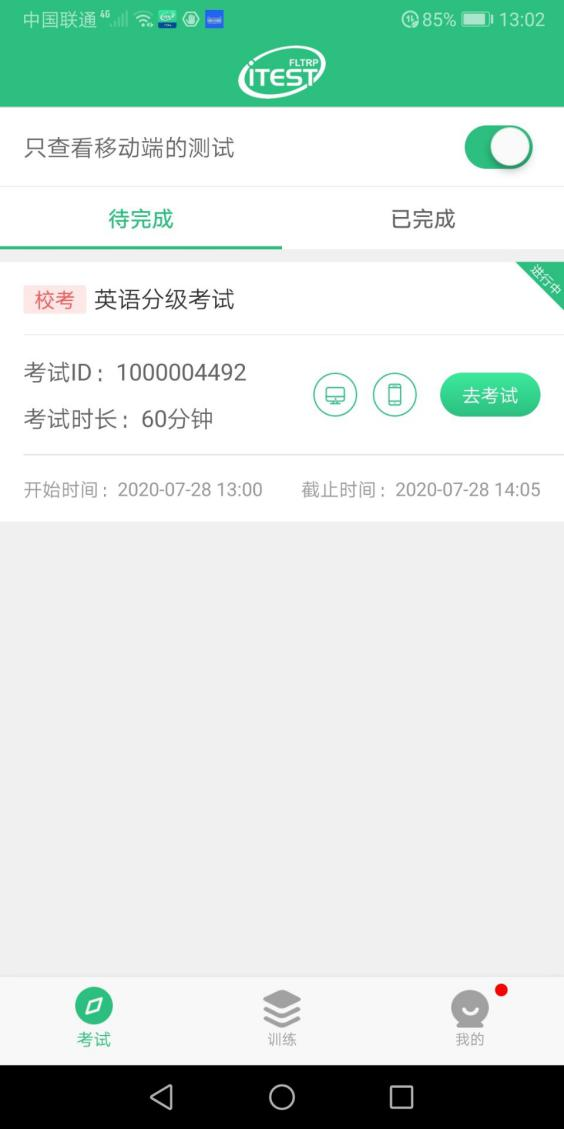 中国联通 4G 85% 13:02
FLTRP
iTEST
只查看移动端的测试
待完成 已完成
进行中
校考 英语分级考试
考试ID：1000004492
考试时长：60分钟
去考试
开始时间：2020-07-28 13:00 截止时间：2020-07-28 14:05
考试 训练 我的